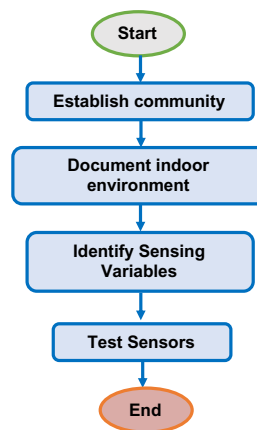 Start
Establish community
Document indoor
environment
Identify Sensing
Variables
Test Sensors
End